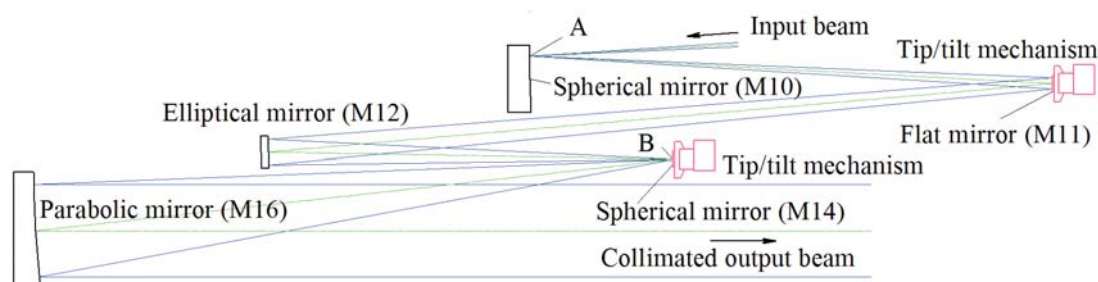 A
Input beam
Tip/tilt mechanism
Spherical mirror (M10)
Elliptical mirror (M12)
Flat mirror (M11)
B
Tip/tilt mechanism
Parabolic mirror (M16)
Spherical mirror (M14)
Collimated output beam